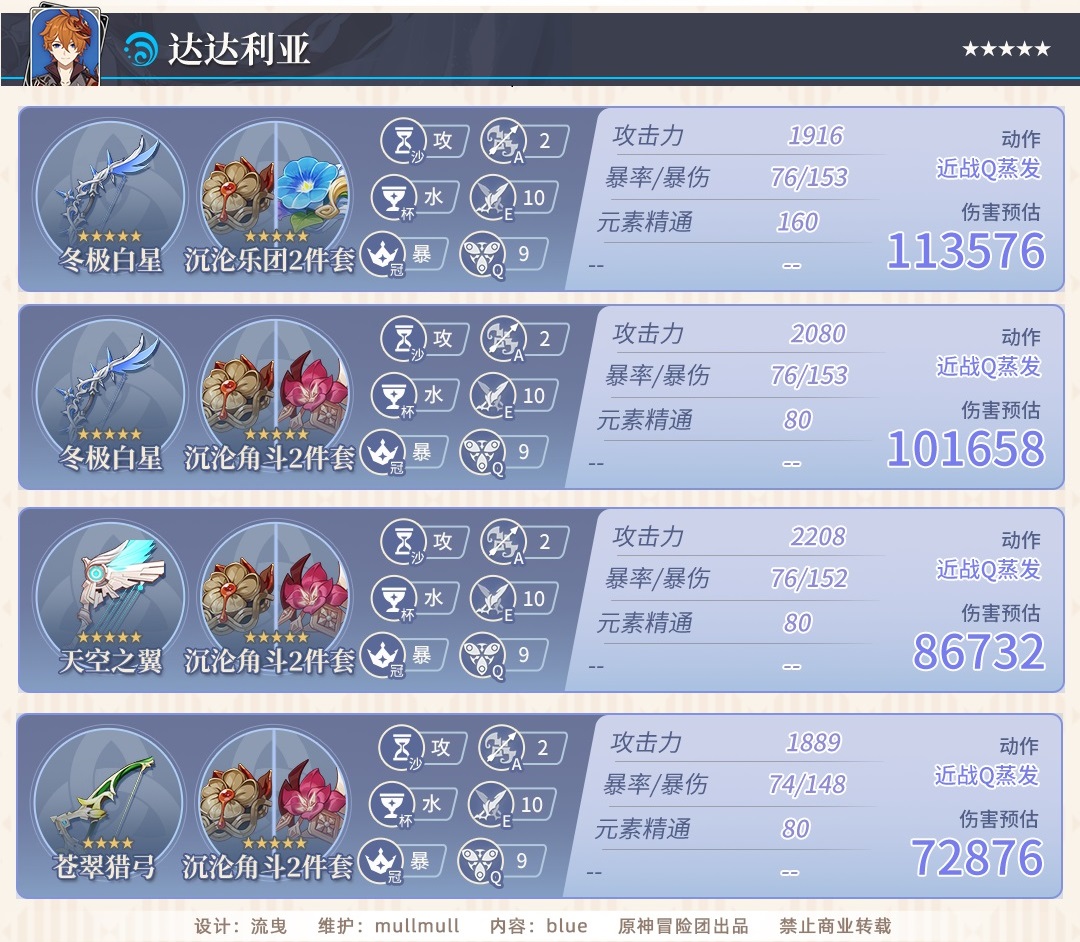 达达利亚
★★★★★
沙 攻 A 2
杯 水 E 10
冠 暴 Q 9
★★★★★
冬极白星
★★★★★
沉沦乐团2件套
攻击力 1916
暴率/暴伤 76/153
元素精通 160
-- --
动作
近战Q蒸发
伤害预估
113576
沙 攻 A 2
杯 水 E 10
冠 暴 Q 9
★★★★★
冬极白星
★★★★★
沉沦角斗2件套
攻击力 2080
暴率/暴伤 76/153
元素精通 80
-- --
动作
近战Q蒸发
伤害预估
101658
沙 攻 A 2
杯 水 E 10
冠 暴 Q 9
★★★★★
天空之翼
★★★★★
沉沦角斗2件套
攻击力 2208
暴率/暴伤 76/152
元素精通 80
-- --
动作
近战Q蒸发
伤害预估
86732
沙 攻 A 2
杯 水 E 10
冠 暴 Q 9
★★★★
苍翠猎弓
★★★★★
沉沦角斗2件套
攻击力 1889
暴率/暴伤 74/148
元素精通 80
-- --
动作
近战Q蒸发
伤害预估
72876
设计：流曳 维护：mullmull 内容：blue 原神冒险团出品 禁止商业转载